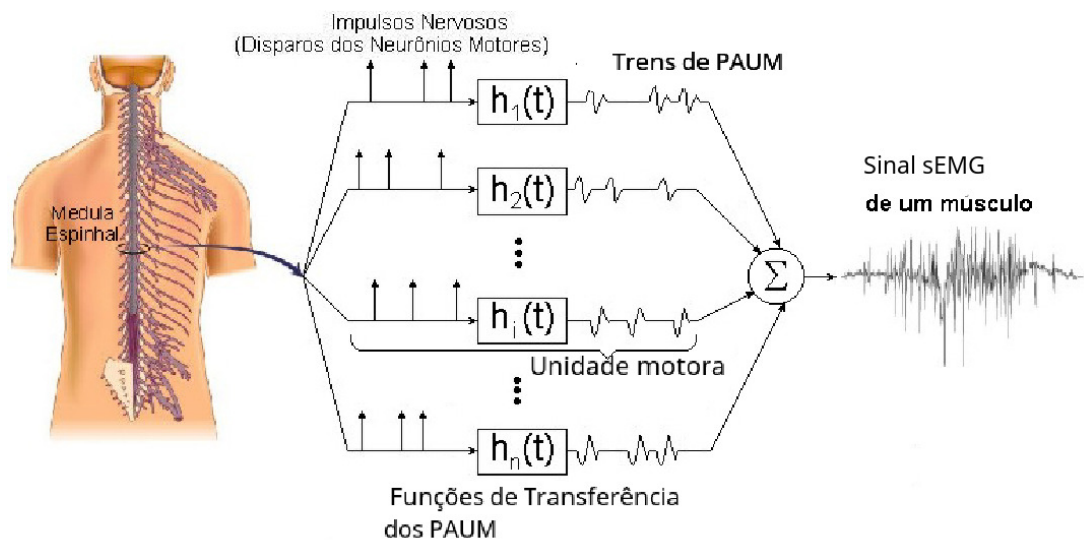 Impulsos Nervosos
(Disparos dos Neurônios Motores)
Trens de PAUM
h1(t)
Sinal sEMG
de um músculo
h2(t)
Medula
Espinhal
Σ
hi(t)
Unidade motora
hn(t)
Funções de Transferência
dos PAUM